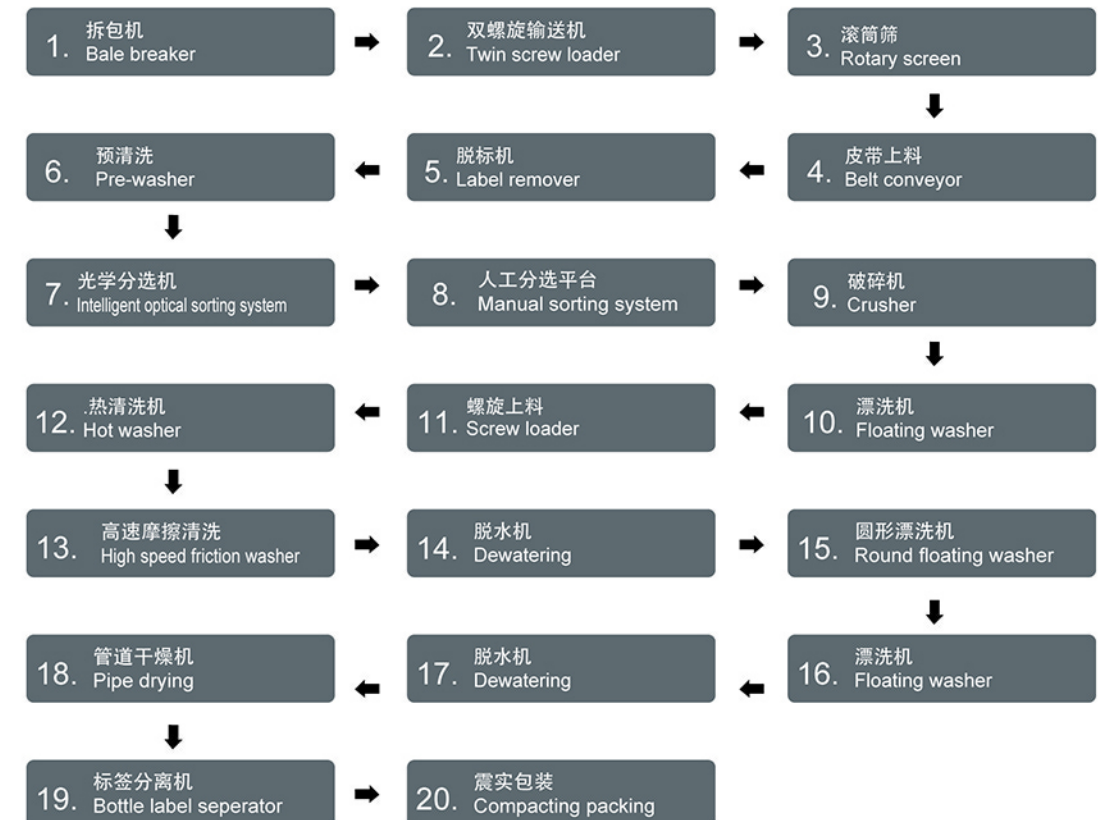 1. 拆包机
Bale breaker
2. 双螺旋输送机
Twin screw loader
3. 滚筒筛
Rotary screen
4. 皮带上料
Belt conveyor
5. 脱标机
Label remover
6. 预清洗
Pre-washer
7. 光学分选机
Intelligent optical sorting system
8. 人工分选平台
Manual sorting system
9. 破碎机
Crusher
10. 漂洗机
Floating washer
11. 螺旋上料
Screw loader
12. .热清洗机
Hot washer
13. 高速摩擦清洗
High speed friction washer
14. 脱水机
Dewatering
15. 圆形漂洗机
Round floating washer
16. 漂洗机
Floating washer
17. 脱水机
Dewatering
18. 管道干燥机
Pipe drying
19. 标签分离机
Bottle label seperator
20. 震实包装
Compacting packing